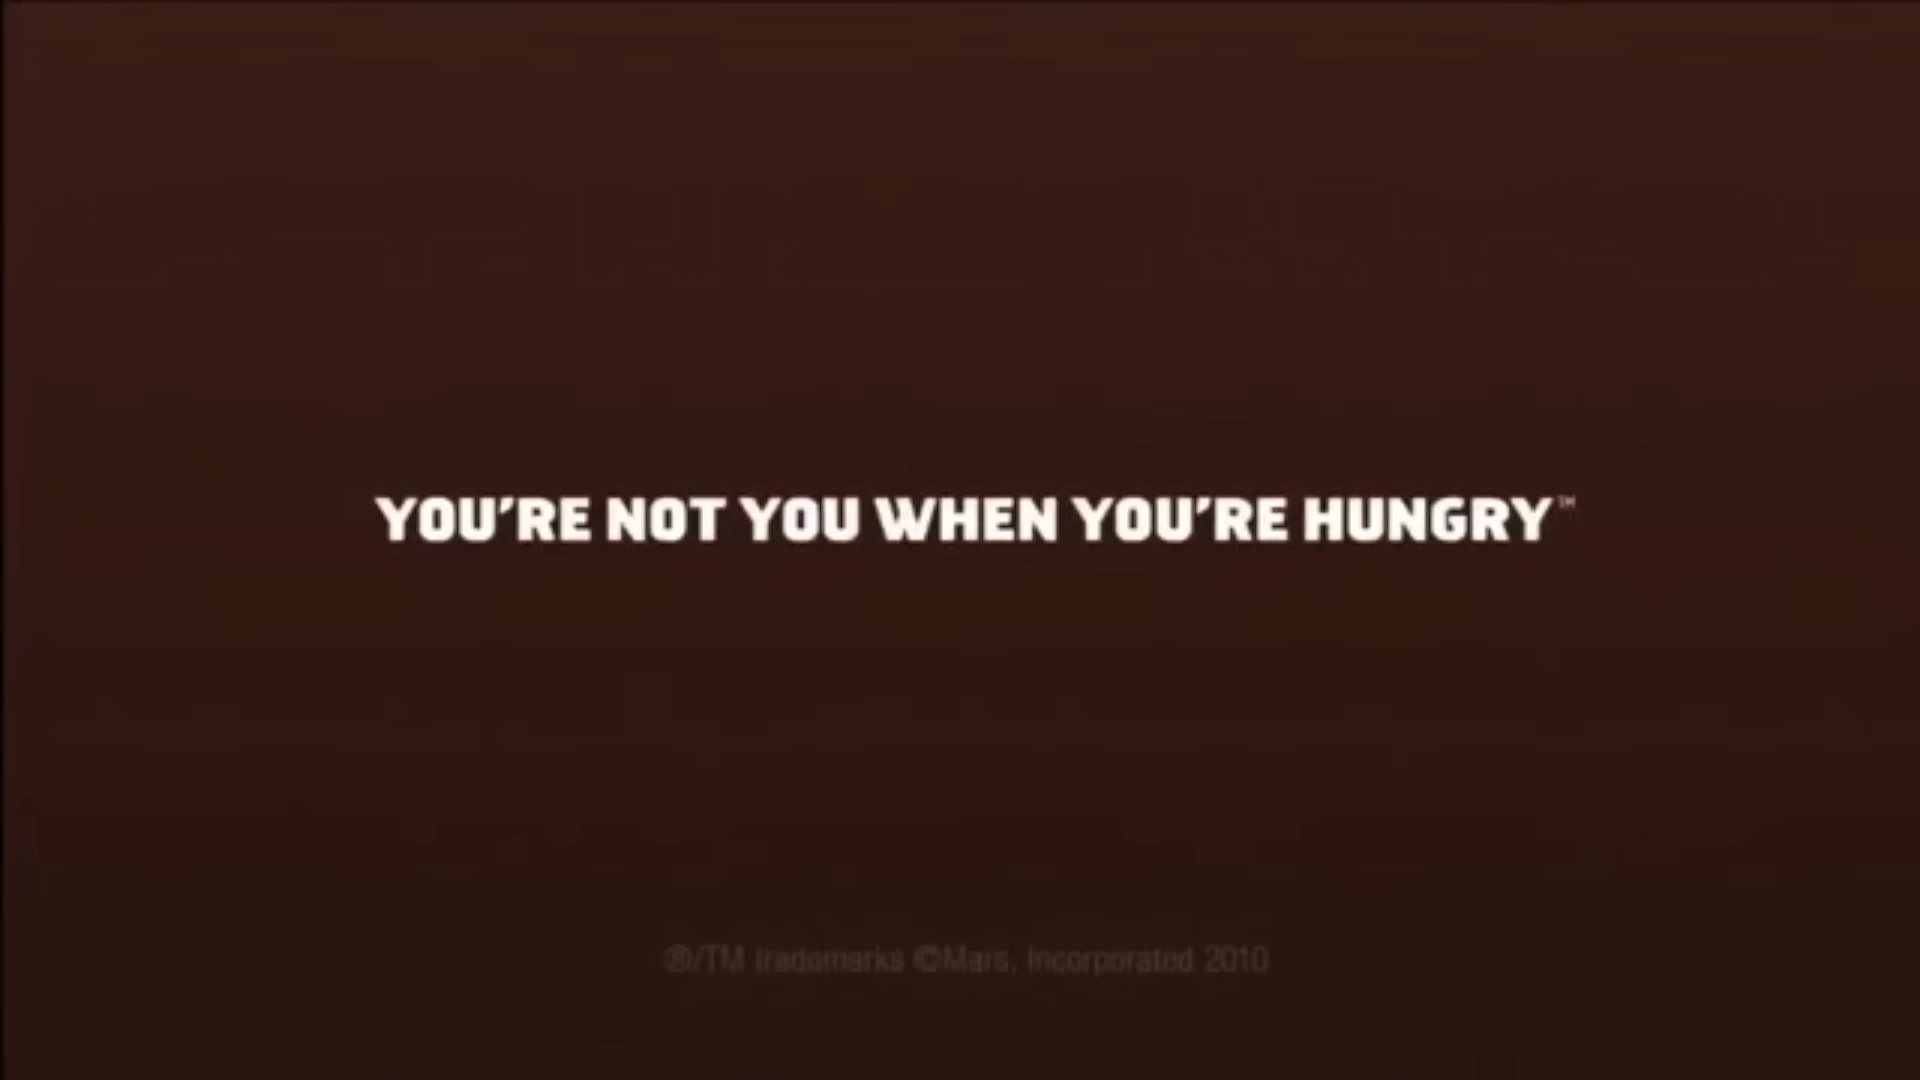 YOU'RE NOT YOU WHEN YOU'RE HUNGRY™
®/TM trademarks ©Mars, Incorporated 2010